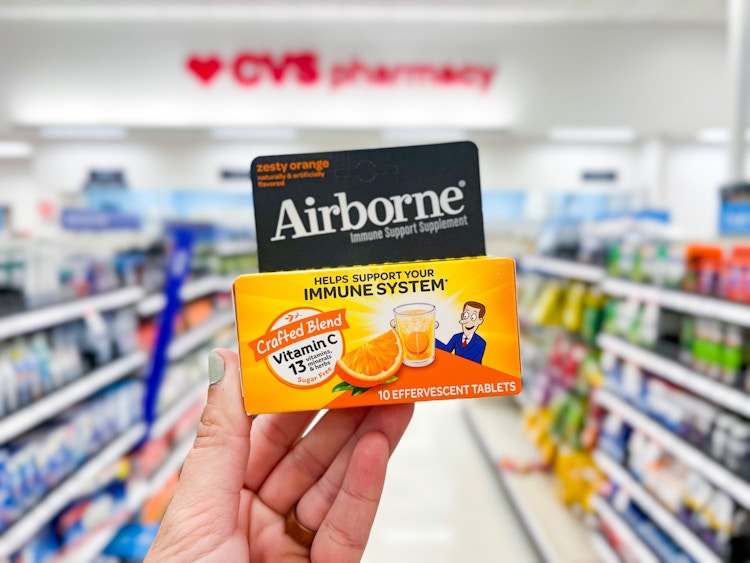 CVS pharmacy
zesty orange
naturally & artificially
flavored
Airborne®
Immune Support Supplement
HELPS SUPPORT YOUR
IMMUNE SYSTEM*
Crafted Blend
Vitamin C
13 vitamins,
minerals
& herbs
Sugar Free
10 EFFERVESCENT TABLETS